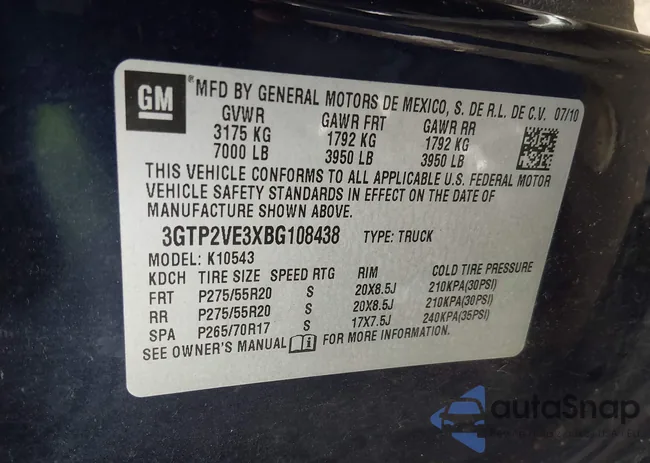 GM
®MFD BY GENERAL MOTORS DE MEXICO, S. DE R.L. DE C.V. 07/10
GVWR GAWR FRT GAWR RR
3175 KG 1792 KG 1792 KG
7000 LB 3950 LB 3950 LB
THIS VEHICLE CONFORMS TO ALL APPLICABLE U.S. FEDERAL MOTOR
VEHICLE SAFETY STANDARDS IN EFFECT ON THE DATE OF
MANUFACTURE SHOWN ABOVE.
3GTP2VE3XBG108438 TYPE: TRUCK
MODEL: K10543
KDCH TIRE SIZE SPEED RTG RIM COLD TIRE PRESSURE
FRT P275/55R20 S 20X8.5J 210KPA(30PSI)
RR P275/55R20 S 20X8.5J 210KPA(30PSI)
SPA P265/70R17 S 17X7.5J 240KPA(35PSI)
SEE OWNER'S MANUAL i FOR MORE INFORMATION.
autaSnap